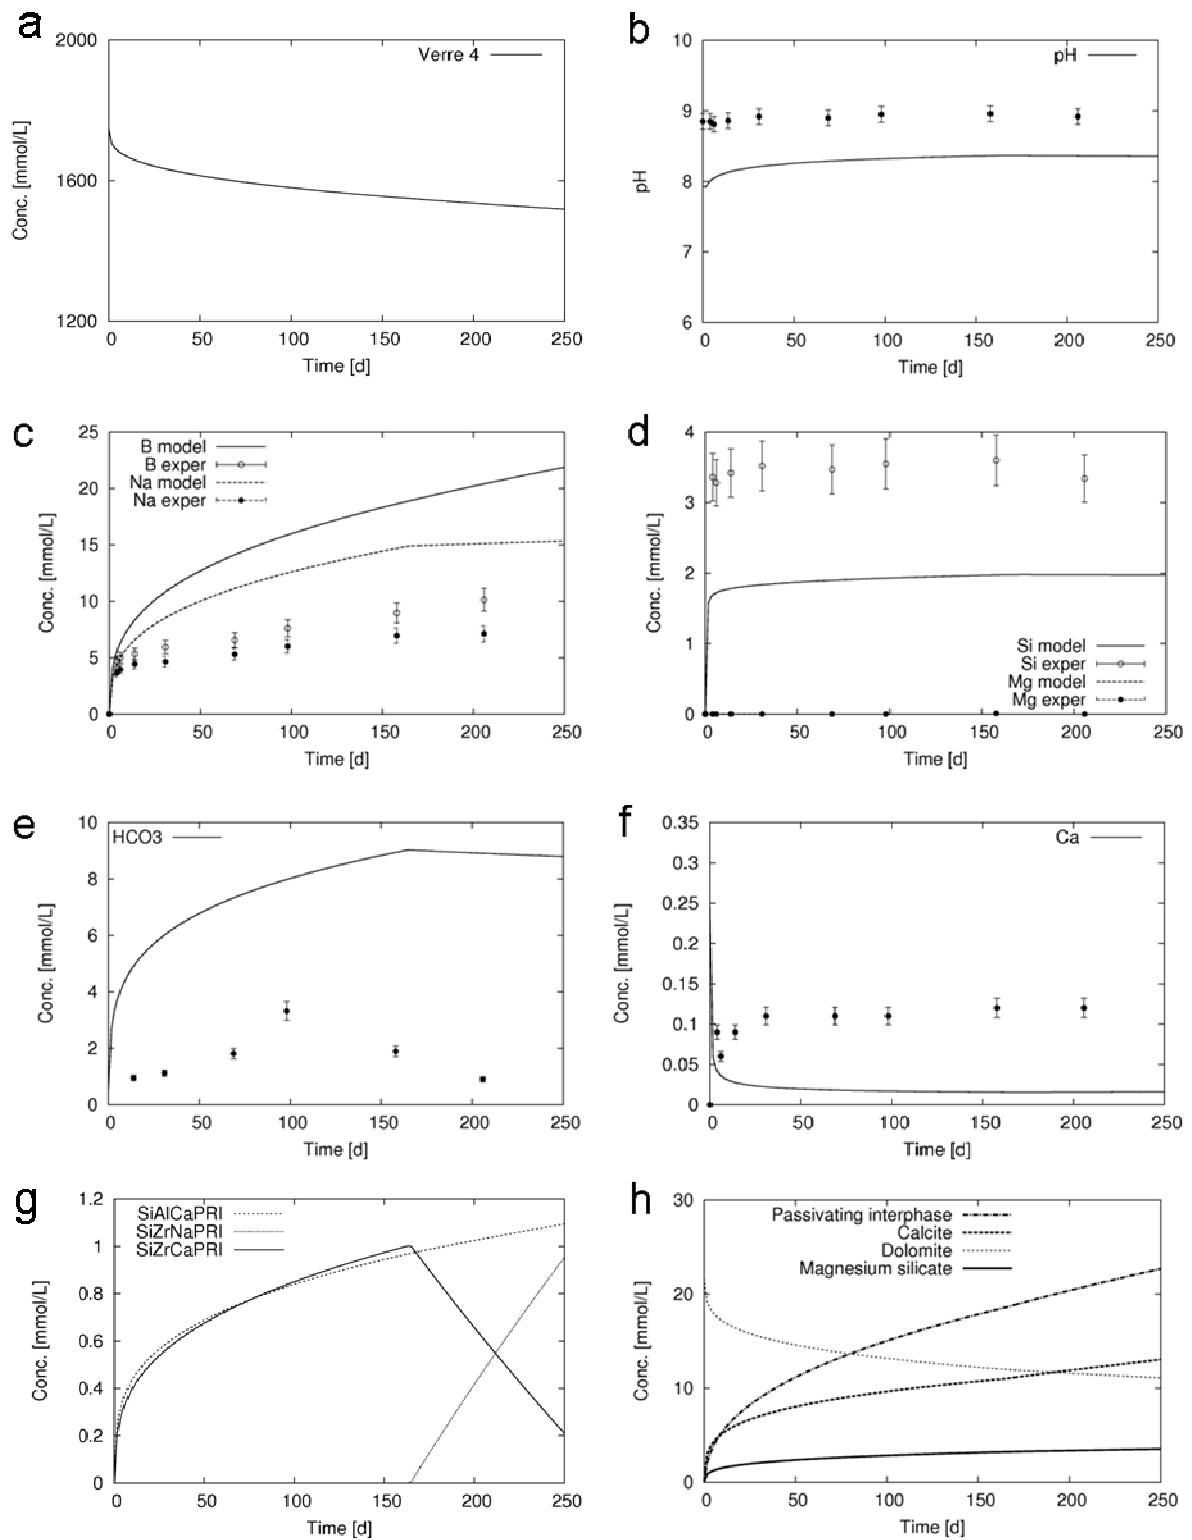 a
2000
1600
1200
Conc. [mmol/L]
Verre 4
0 50 100 150 200 250
Time [d]
b
10
9
8
7
6
pH
pH
0 50 100 150 200 250
Time [d]
c
25
20
15
10
5
0
Conc. [mmol/L]
B model
B exper
Na model
Na exper
0 50 100 150 200 250
Time [d]
d
4
3
2
1
0
Conc. [mmol/L]
Si model
Si exper
Mg model
Mg exper
0 50 100 150 200 250
Time [d]
e
10
8
6
4
2
0
Conc. [mmol/L]
HCO3
0 50 100 150 200 250
Time [d]
f
0.35
0.3
0.25
0.2
0.15
0.1
0.05
0
Conc. [mmol/L]
Ca
0 50 100 150 200 250
Time [d]
g
1.2
1
0.8
0.6
0.4
0.2
0
Conc. [mmol/L]
SiAlCaPRI
SiZrNaPRI
SiZrCaPRI
0 50 100 150 200 250
Time [d]
h
30
20
10
0
Conc. [mmol/L]
Passivating interphase
Calcite
Dolomite
Magnesium silicate
0 50 100 150 200 250
Time [d]